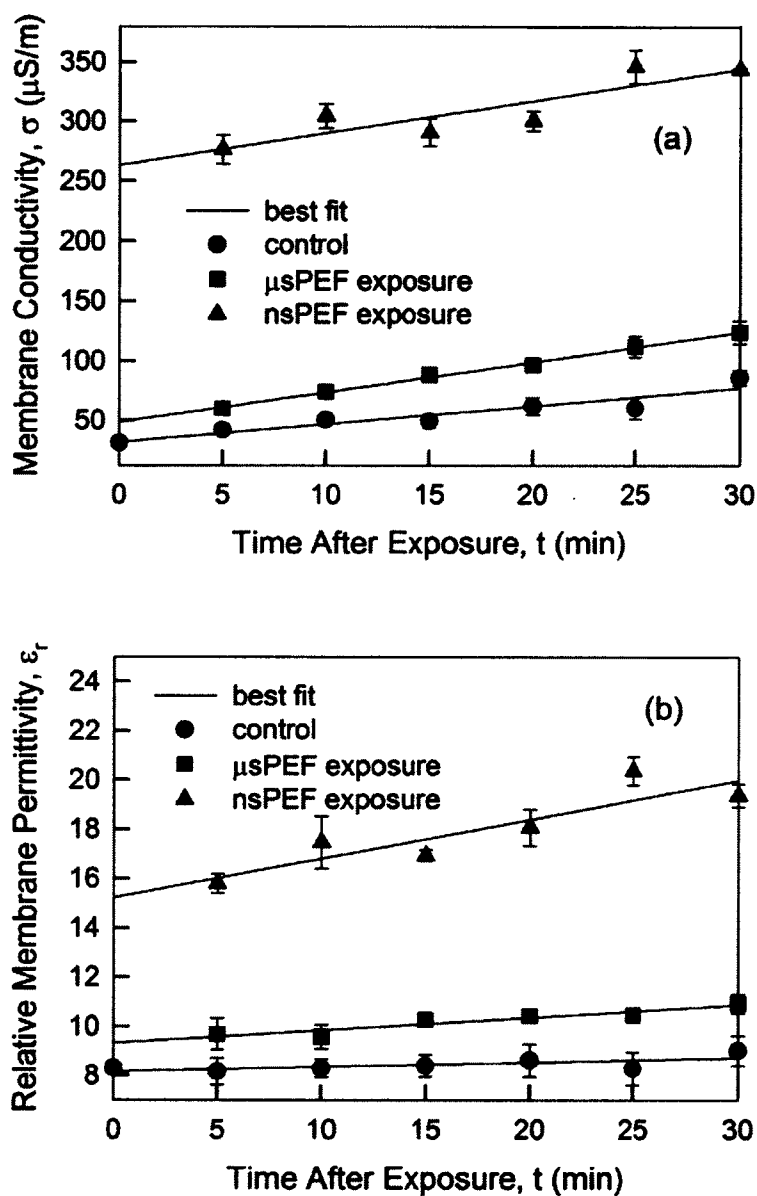 350
300
250
200
150
100
50
Membrane Conductivity, σ (μS/m)
(a)
best fit
control
μsPEF exposure
nsPEF exposure
0 5 10 15 20 25 30
Time After Exposure, t (min)
24
22
20
18
16
14
12
10
8
Relative Membrane Permittivity, εr
(b)
best fit
control
μsPEF exposure
nsPEF exposure
0 5 10 15 20 25 30
Time After Exposure, t (min)